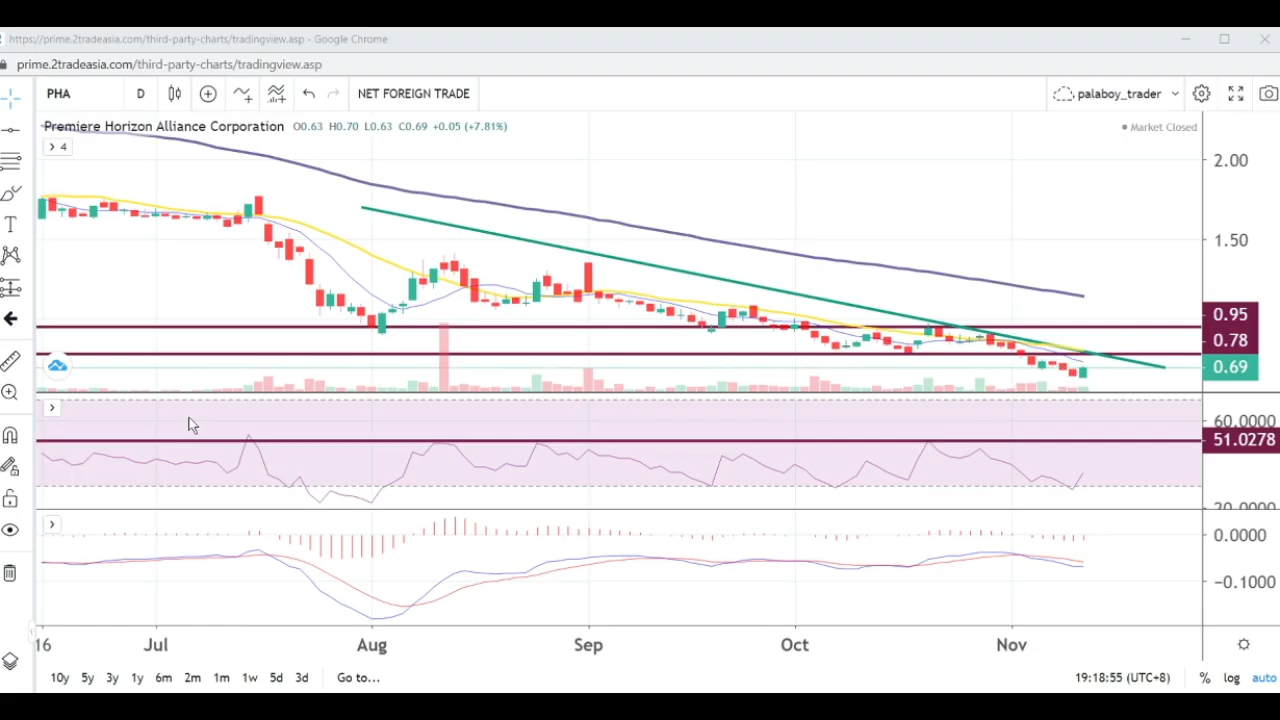 https://prime.2tradeasia.com/third-party-charts/tradingview.asp - Google Chrome
prime.2tradeasia.com/third-party-charts/tradingview.asp
PHA D NET FOREIGN TRADE palaboy_trader
Premiere Horizon Alliance Corporation O0.63 H0.70 L0.63 C0.69 +0.05 (+7.81%) Market Closed
4
2.00
1.50
0.95
0.78
0.69
60.0000
51.0278
20.0000
0.0000
−0.1000
16 Jul Aug Sep Oct Nov
10y 5y 3y 1y 6m 2m 1m 1w 5d 3d Go to... 19:18:55 (UTC+8) % log auto